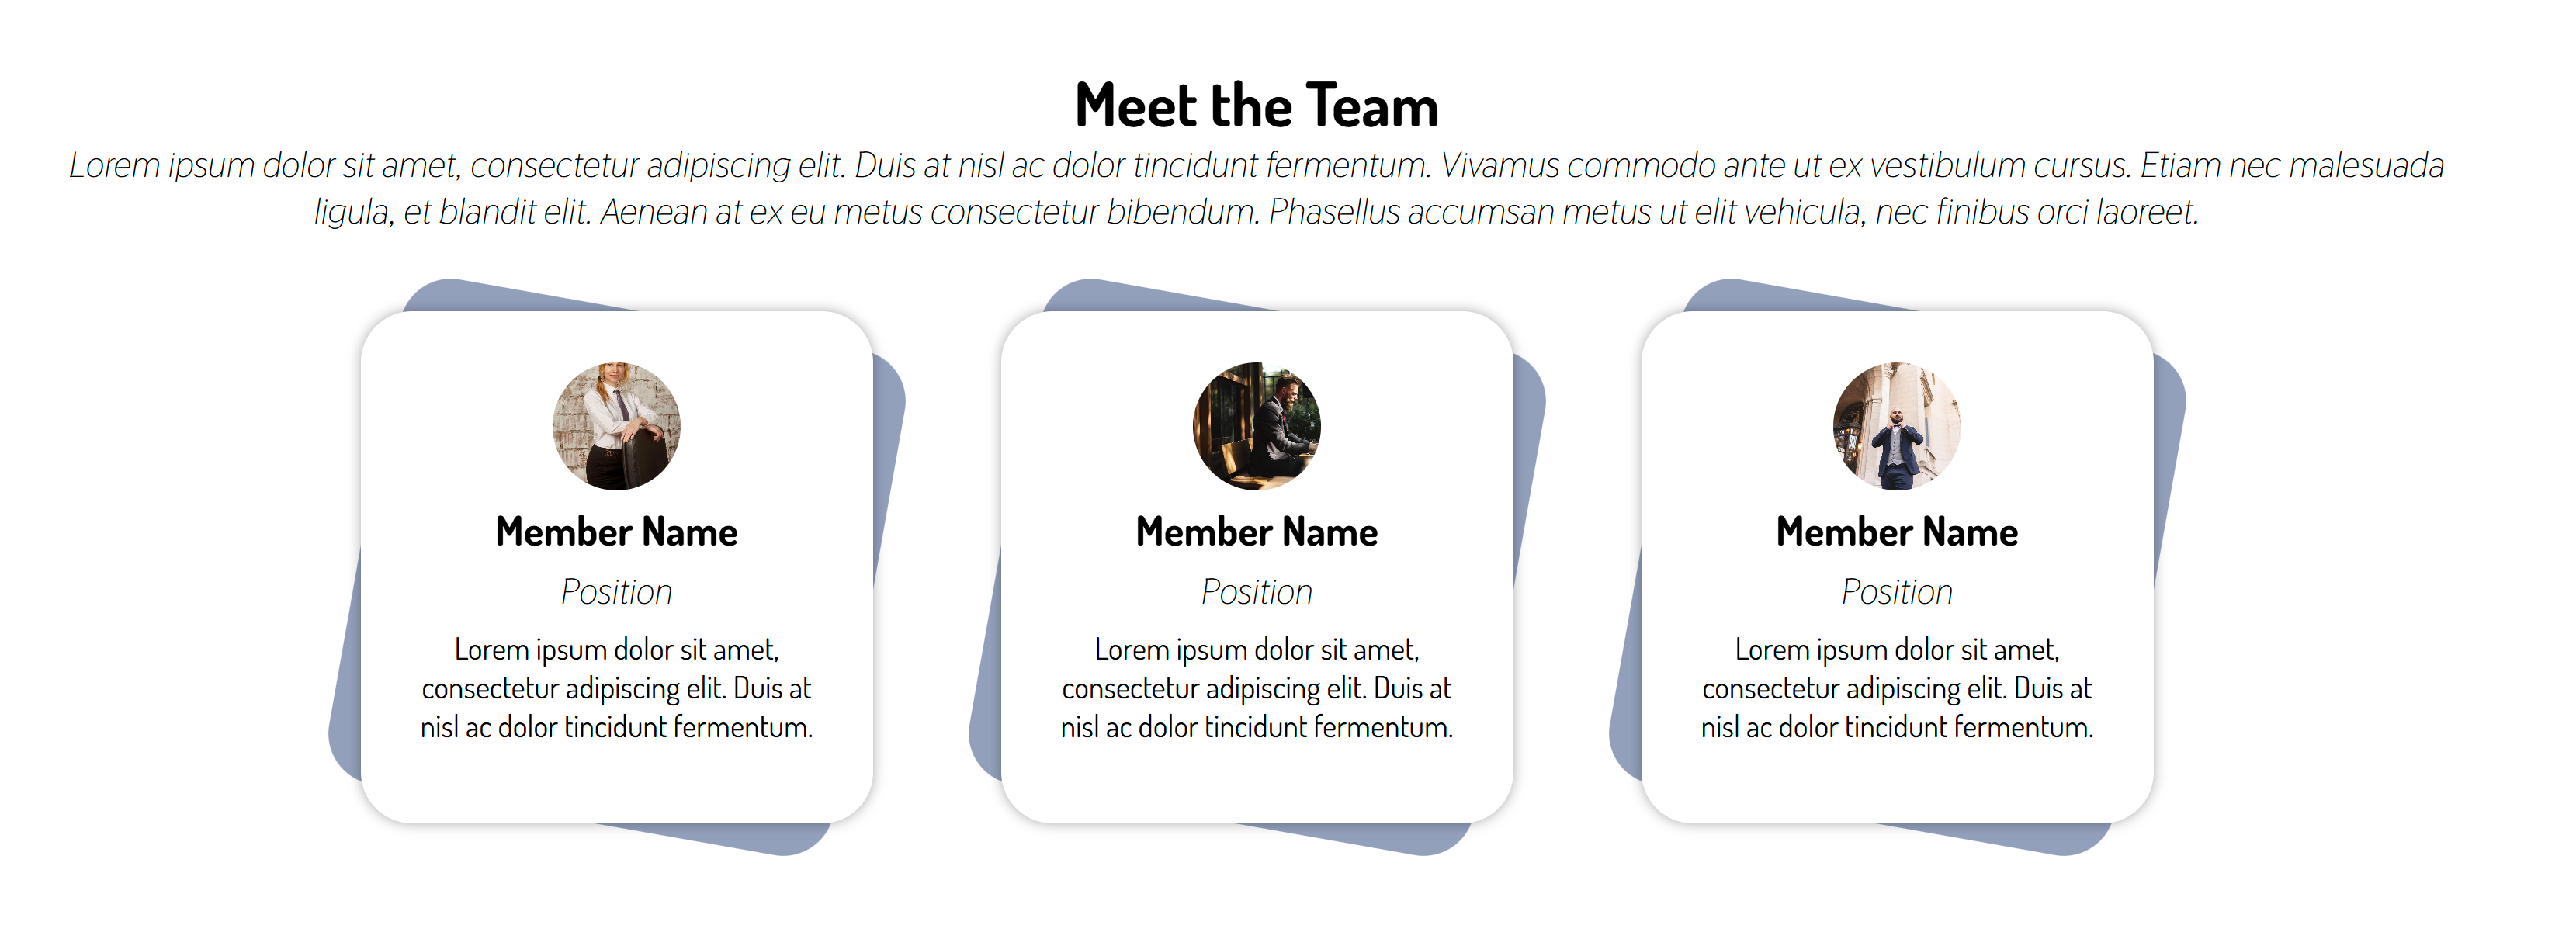 Meet the Team
Lorem ipsum dolor sit amet, consectetur adipiscing elit. Duis at nisl ac dolor tincidunt fermentum. Vivamus commodo ante ut ex vestibulum cursus. Etiam nec malesuada
ligula, et blandit elit. Aenean at ex eu metus consectetur bibendum. Phasellus accumsan metus ut elit vehicula, nec finibus orci laoreet.
Member Name
Position
Lorem ipsum dolor sit amet,
consectetur adipiscing elit. Duis at
nisl ac dolor tincidunt fermentum.
Member Name
Position
Lorem ipsum dolor sit amet,
consectetur adipiscing elit. Duis at
nisl ac dolor tincidunt fermentum.
Member Name
Position
Lorem ipsum dolor sit amet,
consectetur adipiscing elit. Duis at
nisl ac dolor tincidunt fermentum.